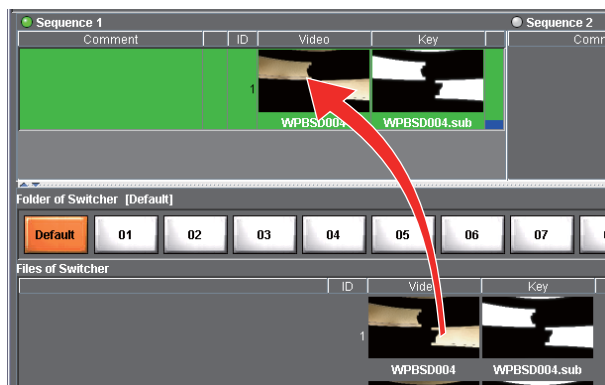 Sequence 1
Sequence 2
Comment ID Video Key
1
WPBSD004 WPBSD004.sub
Folder of Switcher [Default]
Default 01 02 03 04 05 06 07
Files of Switcher
ID Video Key
1
WPBSD004 WPBSD004.sub